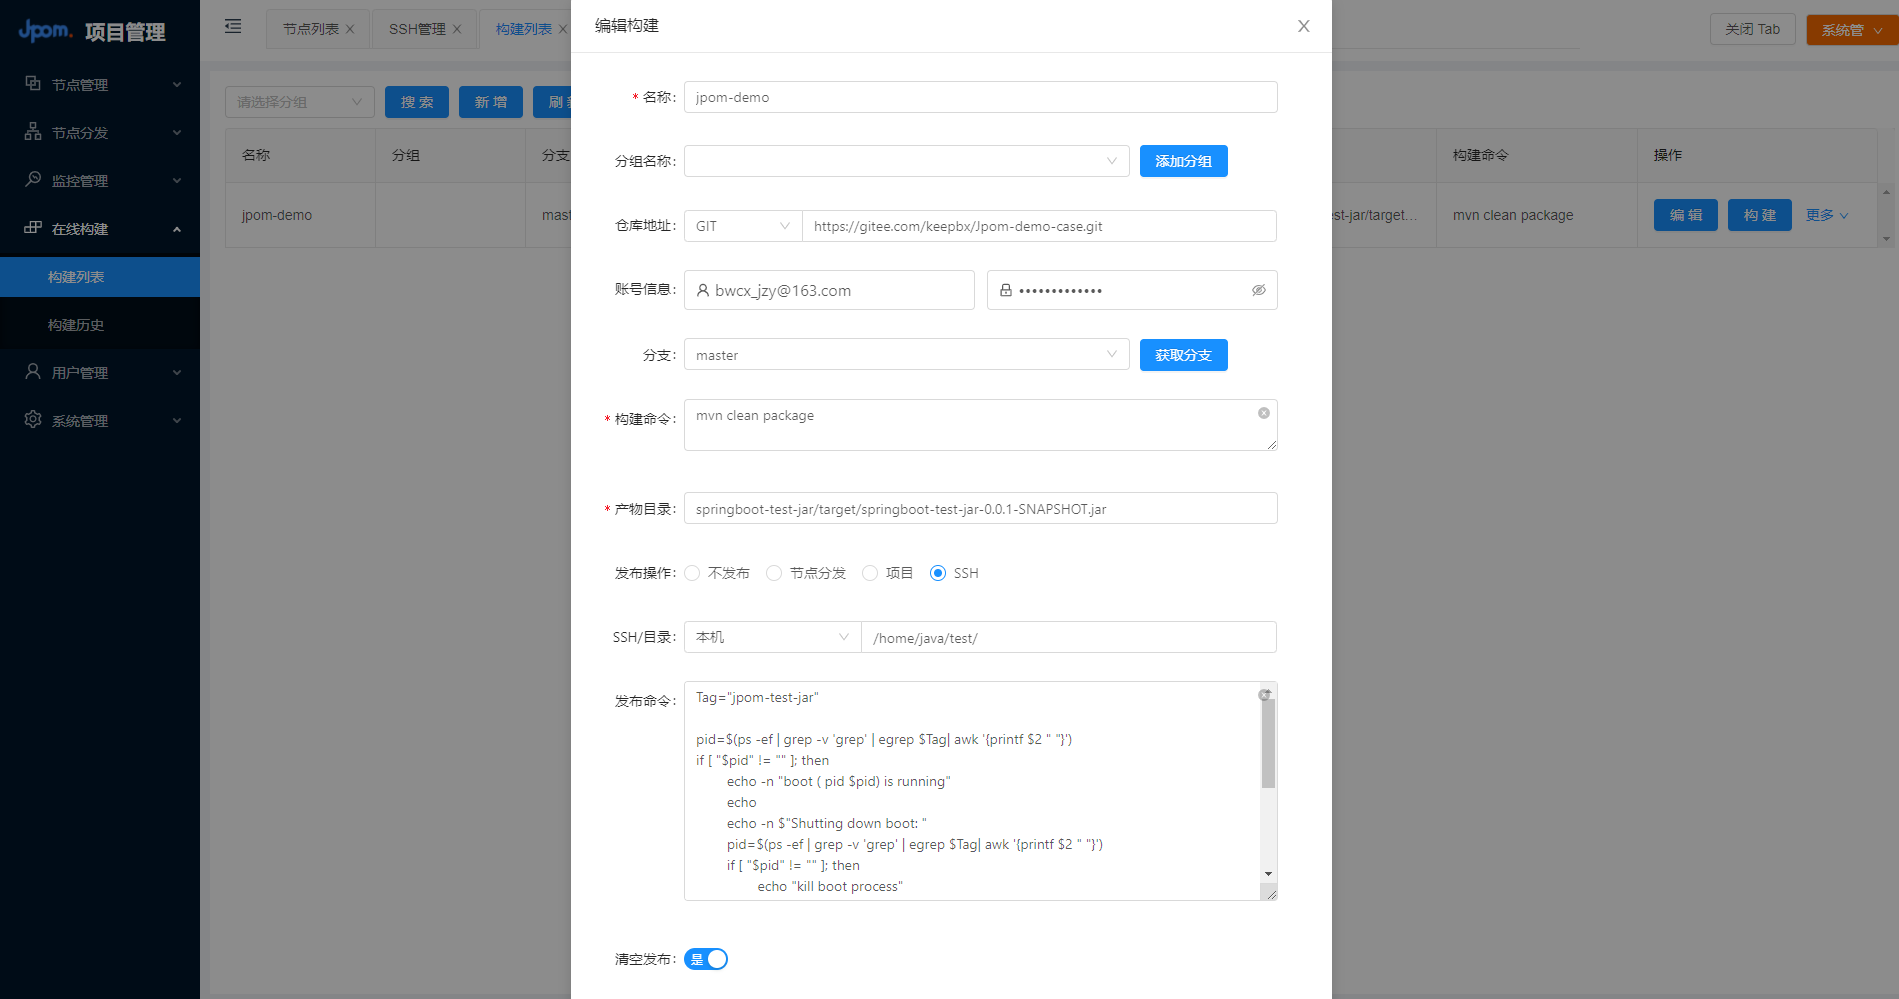 Jpom. 项目管理
节点管理
节点分发
监控管理
在线构建
构建列表
构建历史
用户管理
系统管理
节点列表
SSH管理
构建列表
关闭 Tab
系统管
请选择分组
搜 索
新 增
名称
分组
构建命令
操作
jpom-demo
st-jar/target...
mvn clean package
编 辑
构 建
更多
编辑构建
* 名称:
jpom-demo
分组名称:
添加分组
仓库地址:
GIT
https://gitee.com/keepbx/Jpom-demo-case.git
账号信息:
bwcx_jzy@163.com
•••••••••••••
分支:
master
获取分支
* 构建命令:
mvn clean package
* 产物目录:
springboot-test-jar/target/springboot-test-jar-0.0.1-SNAPSHOT.jar
发布操作:
不发布
节点分发
项目
SSH
SSH/目录:
本机
/home/java/test/
发布命令:
Tag="jpom-test-jar"
pid=$(ps -ef | grep -v 'grep' | egrep $Tag| awk '{printf $2 " "}')
if [ "$pid" != "" ]; then
echo -n "boot ( pid $pid) is running"
echo
echo -n $"Shutting down boot: "
pid=$(ps -ef | grep -v 'grep' | egrep $Tag| awk '{printf $2 " "}')
if [ "$pid" != "" ]; then
echo "kill boot process"
清空发布:
是